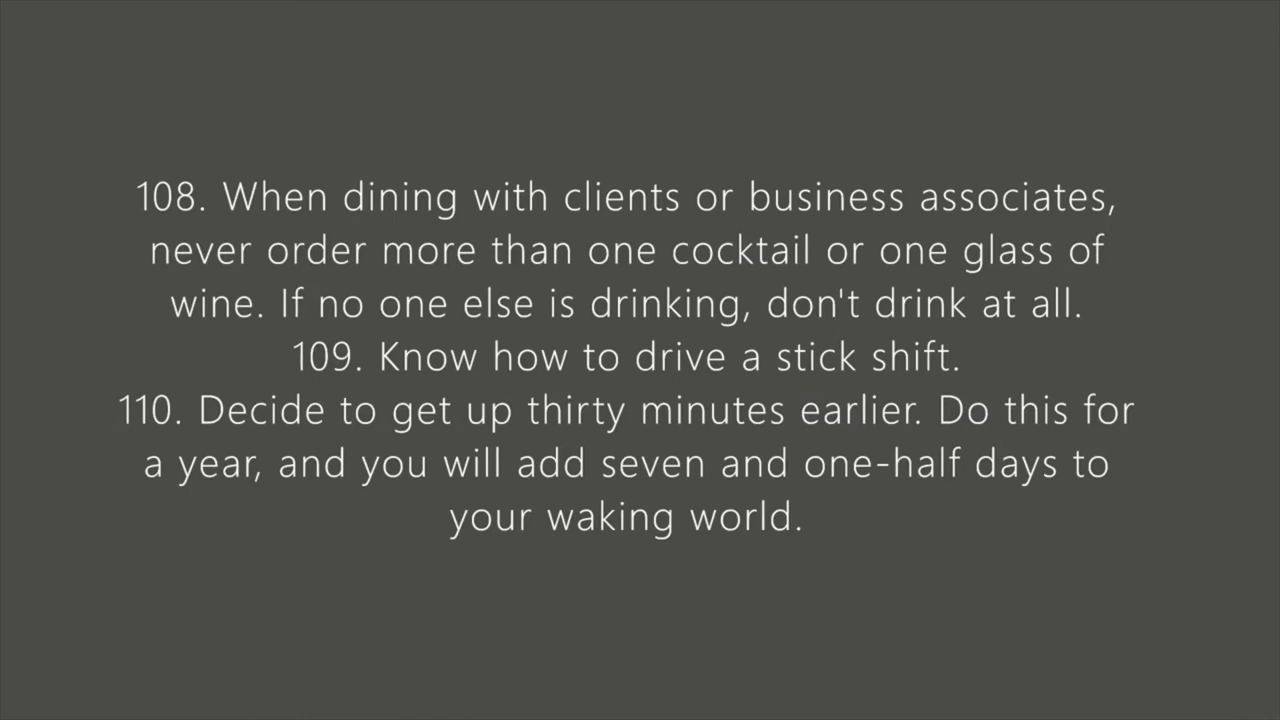 108. When dining with clients or business associates,
never order more than one cocktail or one glass of
wine. If no one else is drinking, don't drink at all.
109. Know how to drive a stick shift.
110. Decide to get up thirty minutes earlier. Do this for
a year, and you will add seven and one-half days to
your waking world.